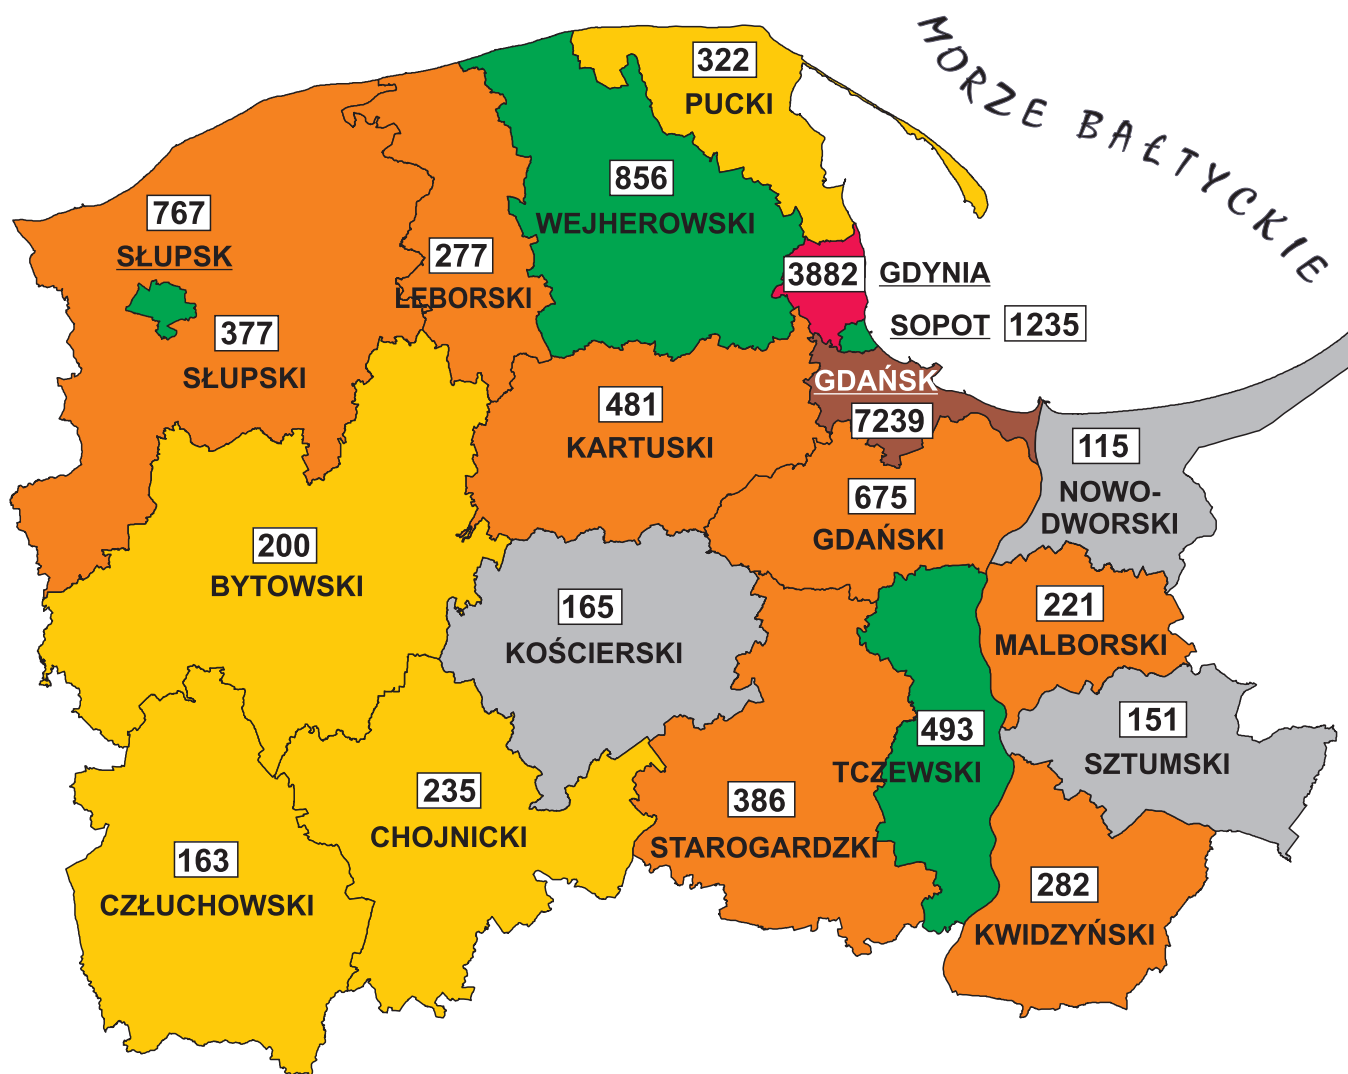 MORZE BAŁTYCKIE
322
PUCKI
856
WEJHEROWSKI
767
SŁUPSK
277
LĘBORSKI
3882 GDYNIA
SOPOT 1235
377
SŁUPSKI
GDAŃSK
7239
481
KARTUSKI
115
NOWO-
DWORSKI
675
GDAŃSKI
200
BYTOWSKI
165
KOŚCIERSKI
221
MALBORSKI
493
TCZEWSKI
151
SZTUMSKI
235
CHOJNICKI
386
STAROGARDZKI
163
CZŁUCHOWSKI
282
KWIDZYŃSKI